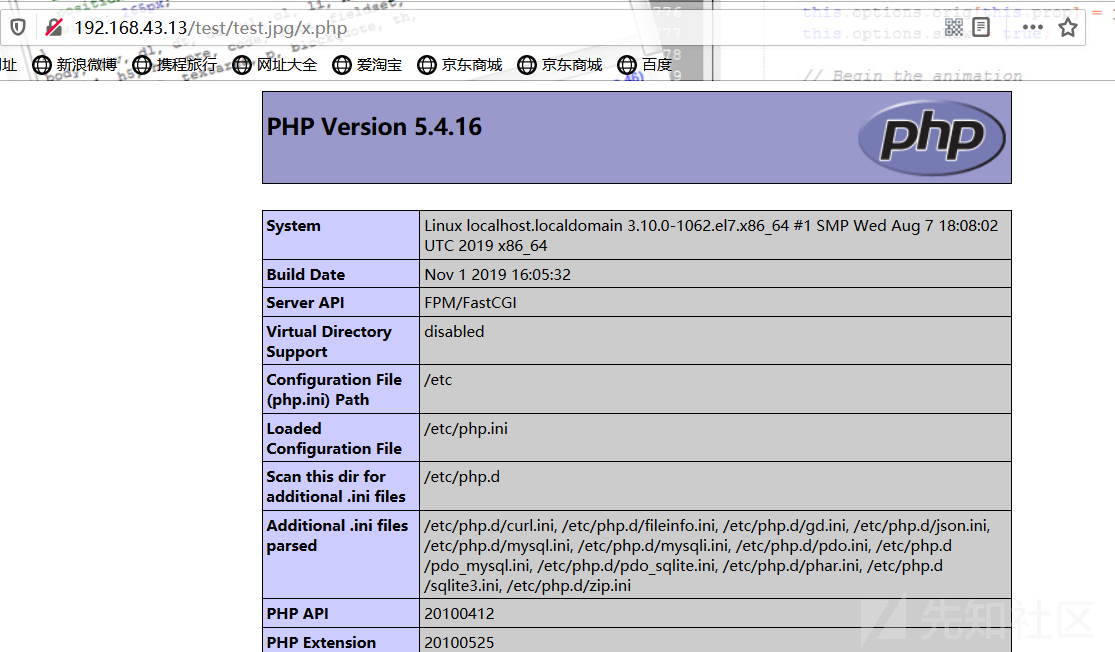 this.options.orig[this.prop] =
192.168.43.13/test/test.jpg/x.php
址 新浪微博 携程旅行 网址大全 爱淘宝 京东商城 京东商城 百度
// Begin the animation
PHP Version 5.4.16
php
System Linux localhost.localdomain 3.10.0-1062.el7.x86_64 #1 SMP Wed Aug 7 18:08:02
UTC 2019 x86_64
Build Date Nov 1 2019 16:05:32
Server API FPM/FastCGI
Virtual Directory disabled
Support
Configuration File /etc
(php.ini) Path
Loaded /etc/php.ini
Configuration File
Scan this dir for /etc/php.d
additional .ini files
Additional .ini files /etc/php.d/curl.ini, /etc/php.d/fileinfo.ini, /etc/php.d/gd.ini, /etc/php.d/json.ini,
parsed /etc/php.d/mysql.ini, /etc/php.d/mysqli.ini, /etc/php.d/pdo.ini, /etc/php.d
/pdo_mysql.ini, /etc/php.d/pdo_sqlite.ini, /etc/php.d/phar.ini, /etc/php.d
/sqlite3.ini, /etc/php.d/zip.ini
PHP API 20100412
PHP Extension 20100525
先知社区